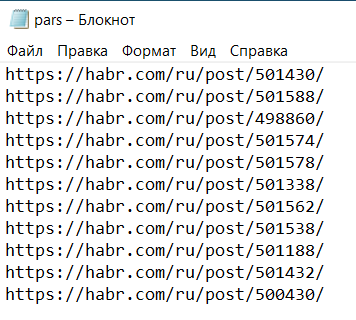 pars – Блокнот
Файл Правка Формат Вид Справка
https://habr.com/ru/post/501430/
https://habr.com/ru/post/501588/
https://habr.com/ru/post/498860/
https://habr.com/ru/post/501574/
https://habr.com/ru/post/501578/
https://habr.com/ru/post/501338/
https://habr.com/ru/post/501562/
https://habr.com/ru/post/501538/
https://habr.com/ru/post/501188/
https://habr.com/ru/post/501432/
https://habr.com/ru/post/500430/